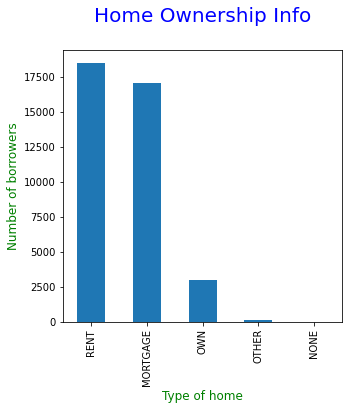 Home Ownership Info
17500
15000
12500
10000
7500
5000
2500
0
Number of borrowers
RENT
MORTGAGE
OWN
OTHER
NONE
Type of home